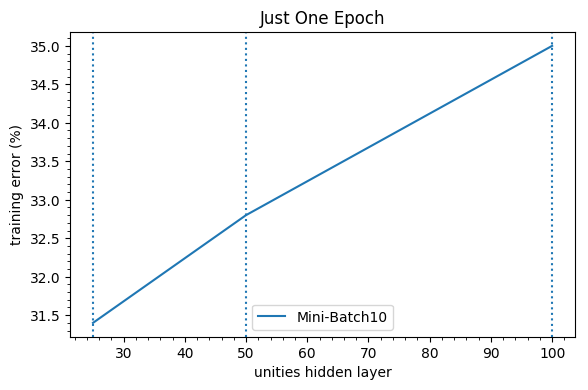 Just One Epoch
training error (%)
35.0
34.5
34.0
33.5
33.0
32.5
32.0
31.5
Mini-Batch10
30 40 50 60 70 80 90 100
unities hidden layer